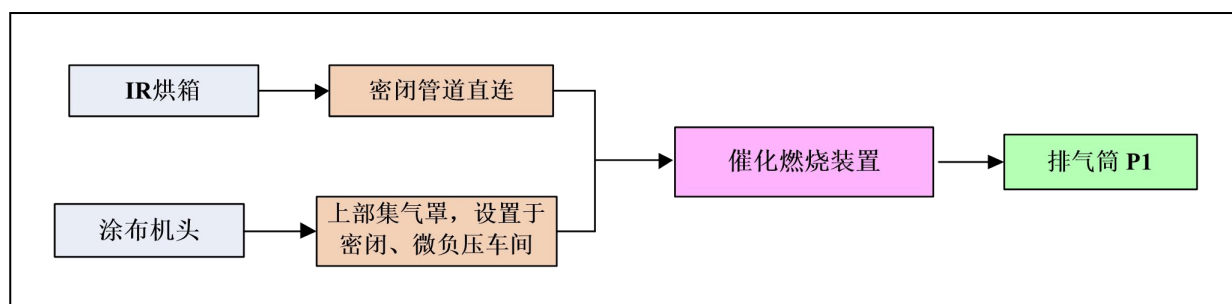 IR烘箱
密闭管道直连
涂布机头
上部集气罩，设置于
密闭、微负压车间
催化燃烧装置
排气筒 P1